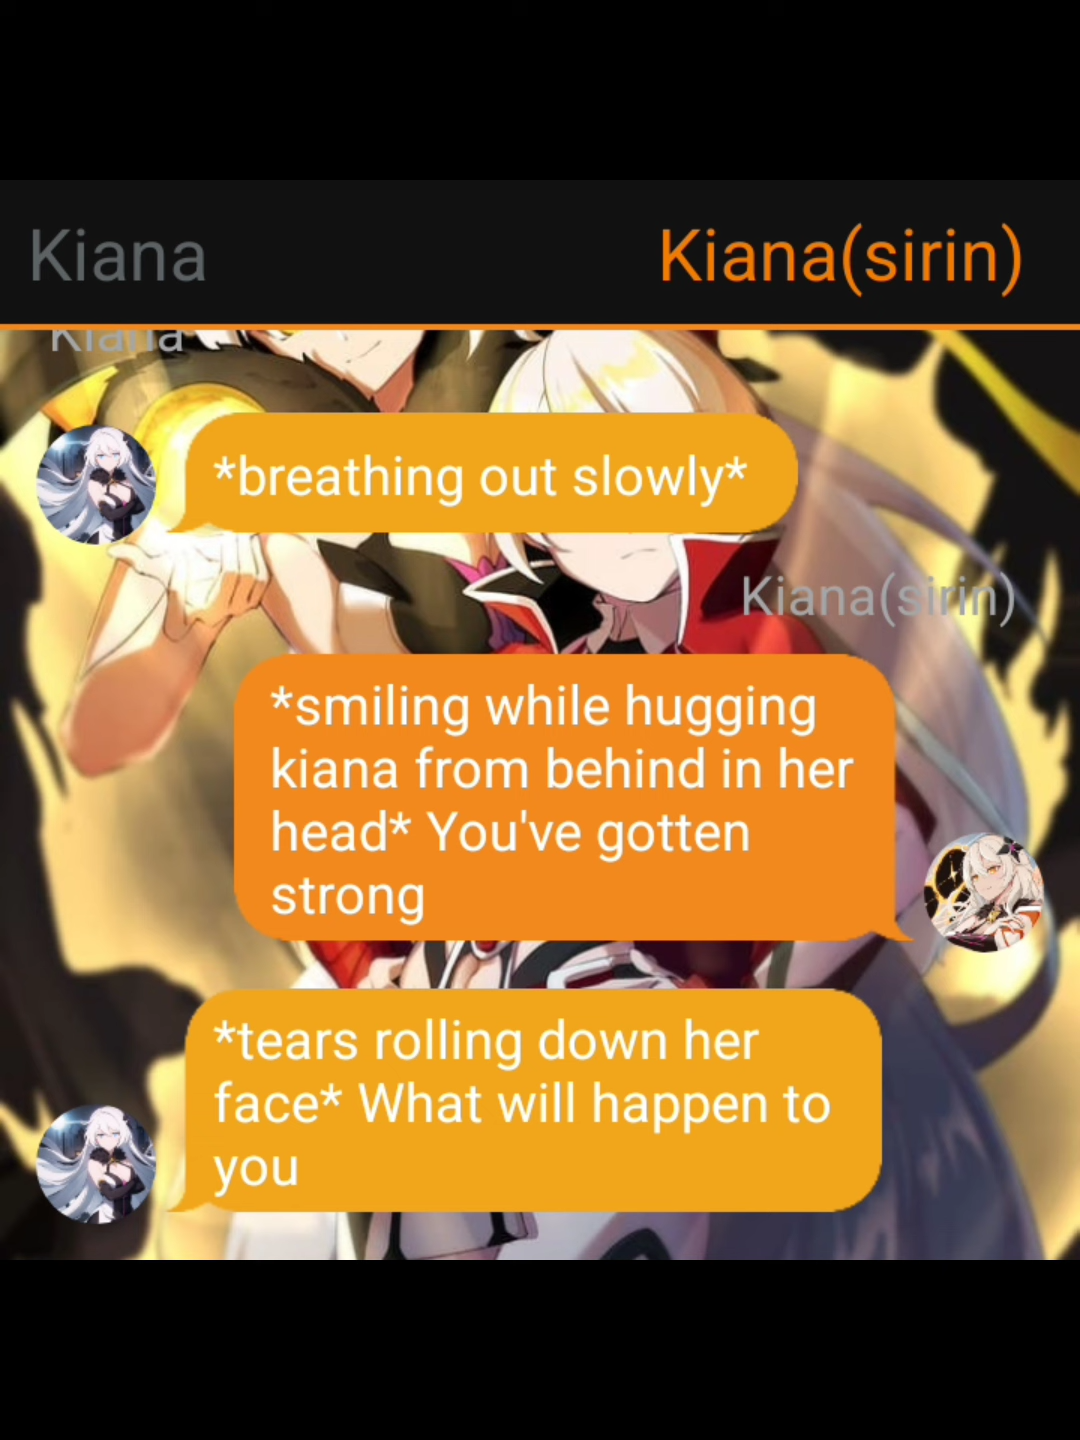 Kiana
Kiana(sirin)
Kiana
*breathing out slowly*
Kiana(sirin)
*smiling while hugging
kiana from behind in her
head* You've gotten
strong
*tears rolling down her
face* What will happen to
you